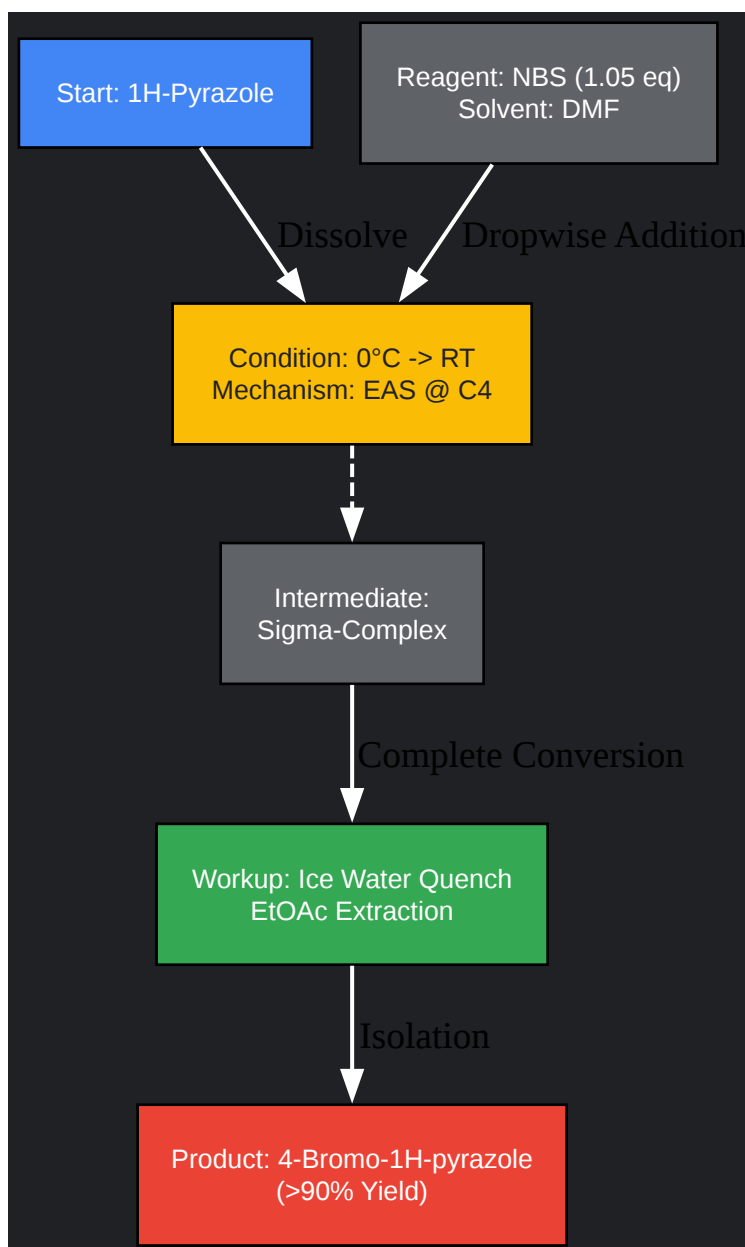 Start: 1H-Pyrazole
Reagent: NBS (1.05 eq)
Solvent: DMF
Dissolve
Dropwise Addition
Condition: 0°C -> RT
Mechanism: EAS @ C4
Intermediate:
Sigma-Complex
Complete Conversion
Workup: Ice Water Quench
EtOAc Extraction
Isolation
Product: 4-Bromo-1H-pyrazole
(>90% Yield)